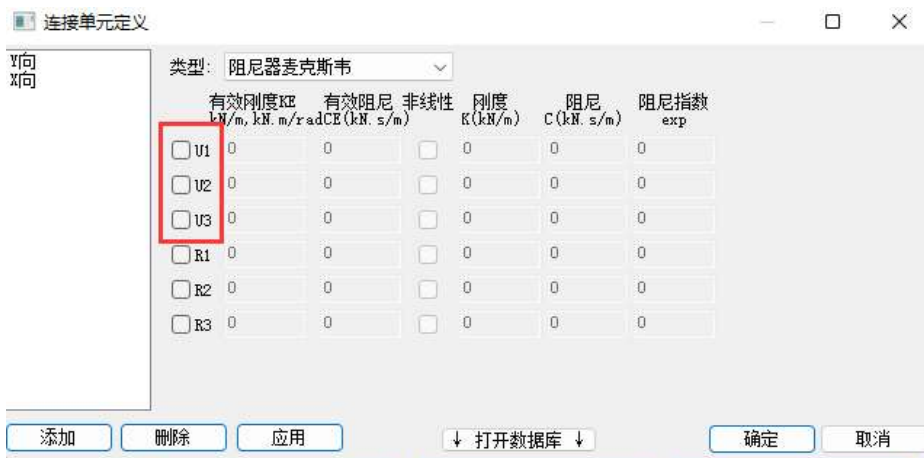 连接单元定义
Y向
X向
类型: 阻尼器麦克斯韦
有效刚度KE 有效阻尼 非线性 刚度 阻尼 阻尼指数
kN/m,kN.m/radCE(kN.s/m) K(kN/m) C(kN.s/m) exp
U1 0 0 0 0 0
U2 0 0 0 0 0
U3 0 0 0 0 0
R1 0 0 0 0 0
R2 0 0 0 0 0
R3 0 0 0 0 0
添加 删除 应用 ↓ 打开数据库 ↓ 确定 取消